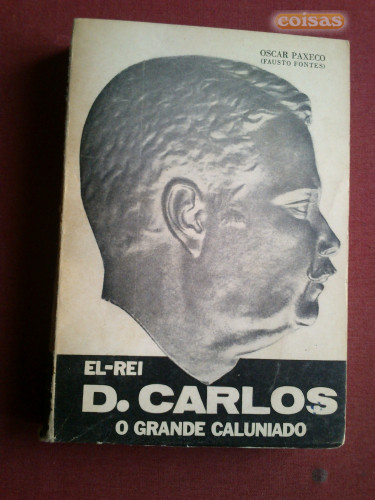 coisas
OSCAR PAXECO
(FAUSTO FONTES)
EL-REI
D. CARLOS
O GRANDE CALUNIADO